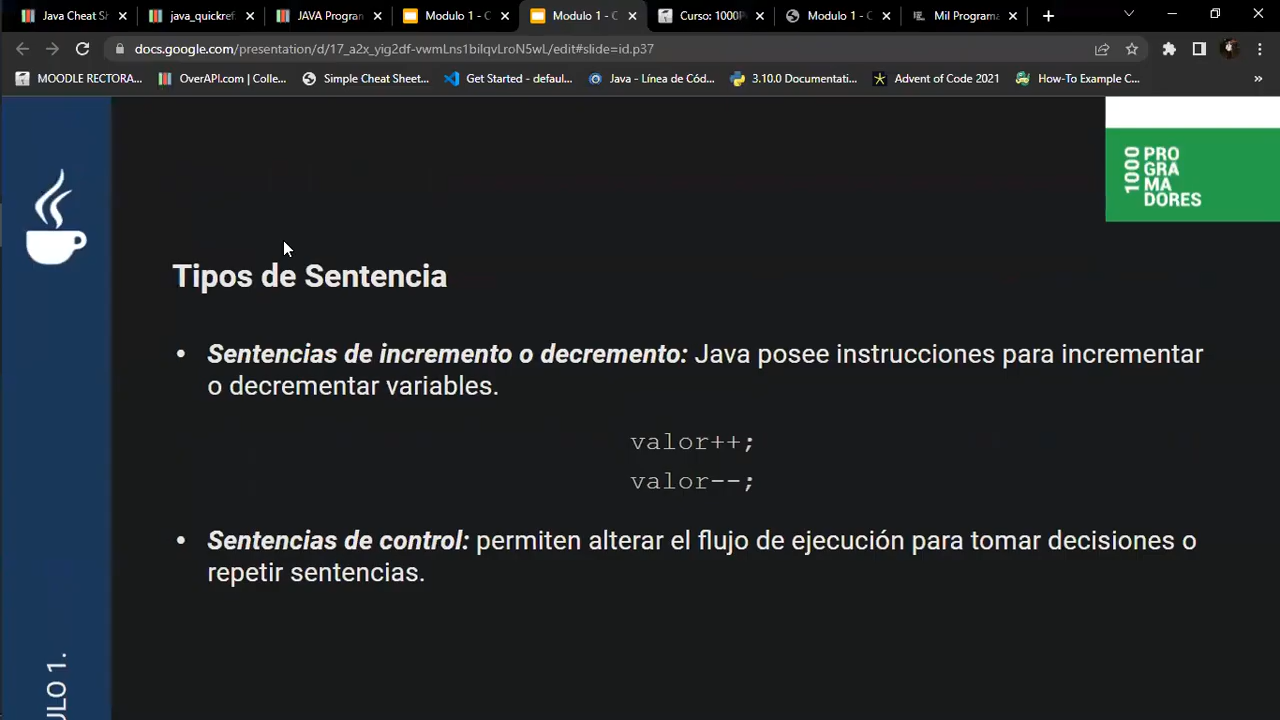 Java Cheat S
java_quickref.
JAVA Program
Modulo 1 - C
Modulo 1 - C
Curso: 1000P
Modulo 1 - C
Mil Programa
docs.google.com/presentation/d/17_a2x_yig2df-vwmLns1bilqvLroN5wL/edit#slide=id.p37
MOODLE RECTORA...
OverAPI.com | Colle...
Simple Cheat Sheet...
Get Started - defaul...
Java - Línea de Cód...
3.10.0 Documentati...
Advent of Code 2021
How-To Example C...
»
1000
PRO
GRA
MA
DORES
Tipos de Sentencia
• Sentencias de incremento o decremento: Java posee instrucciones para incrementar
o decrementar variables.
valor++;
valor--;
• Sentencias de control: permiten alterar el flujo de ejecución para tomar decisiones o
repetir sentencias.
ULO 1.